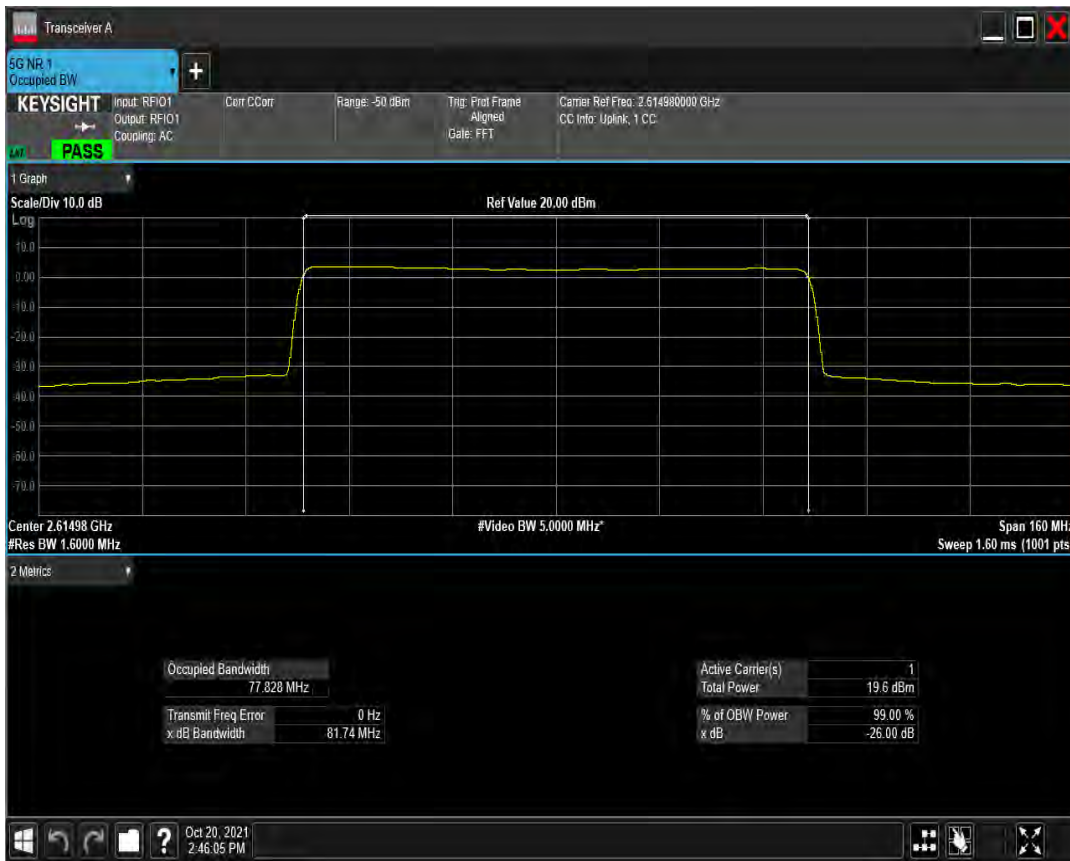 Transceiver A
5G NR 1
Occupied BW
KEYSIGHT
Input: RFIO1
Output: RFIO1
Coupling: AC
Corr CCorr
Range: -50 dBm
Trig: Prot Frame
Aligned
Gate: FFT
Carrier Ref Freq: 2.614980000 GHz
CC Info: Uplink, 1 CC
PASS
1 Graph
Scale/Div 10.0 dB
Ref Value 20.00 dBm
Log
10.0
0.00
-10.0
-20.0
-30.0
-40.0
-50.0
-60.0
-70.0
Center 2.61498 GHz
#Video BW 5.0000 MHz*
Span 160 MHz
#Res BW 1.6000 MHz
Sweep 1.60 ms (1001 pts
2 Metrics
Occupied Bandwidth
77.828 MHz
Transmit Freq Error 0 Hz
x dB Bandwidth 81.74 MHz
Active Carrier(s) 1
Total Power 19.6 dBm
% of OBW Power 99.00 %
x dB -26.00 dB
?
Oct 20, 2021
2:46:05 PM